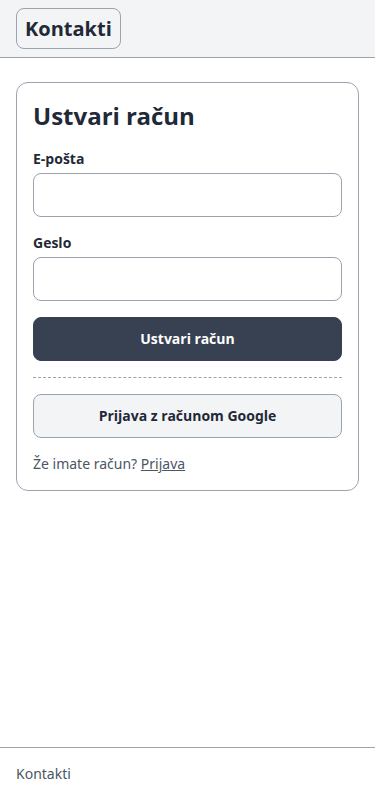 Kontakti
Ustvari račun
E-pošta
Geslo
Ustvari račun
Prijava z računom Google
Že imate račun? Prijava
Kontakti